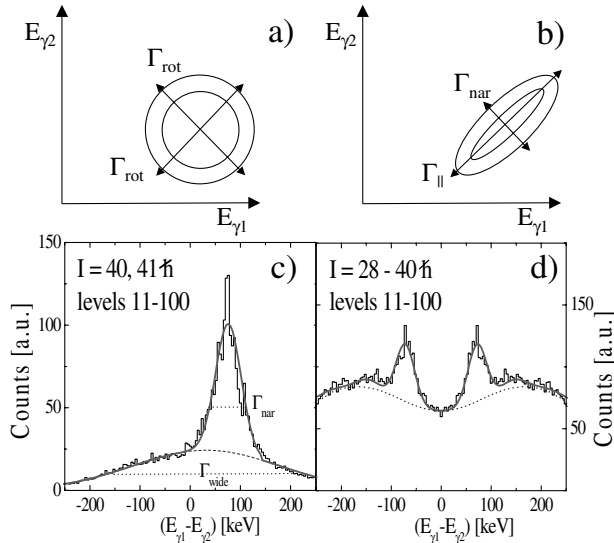 a)
E γ2
Γ rot
Γ rot
E γ1
b)
E γ2
Γ nar
Γ ||
E γ1
c)
I = 40, 41 ℏ
levels 11-100
Γ nar
Γ wide
150
100
50
0
Counts [a.u.]
-200 -100 0 100 200
(E γ1 -E γ2 ) [keV]
d)
I = 28 - 40 ℏ
levels 11-100
150
50
Counts [a.u.]
-200 -100 0 100 200
(E γ1 -E γ2 ) [keV]